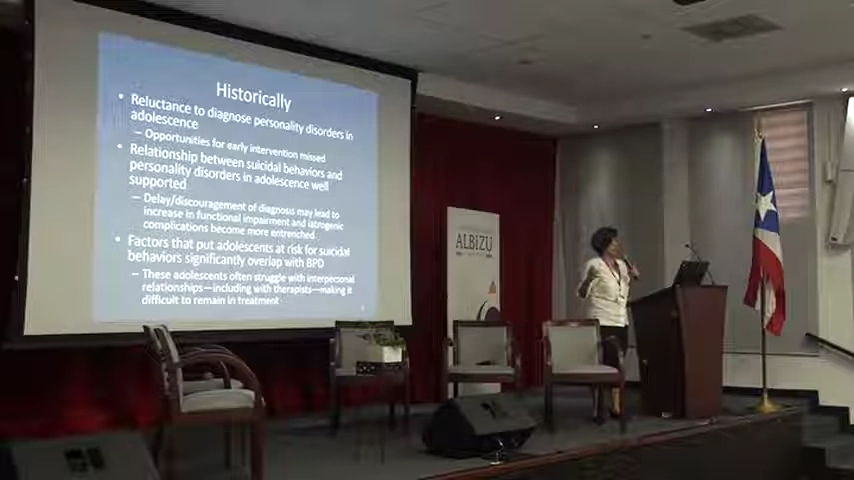 Historically
• Reluctance to diagnose personality disorders in
adolescence
– Opportunities for early intervention missed
• Relationship between suicidal behaviors and
personality disorders in adolescence well
supported
– Delay/discouragement of diagnosis may lead to
increase in functional impairment and iatrogenic
complications become more entrenched.
• Factors that put adolescents at risk for suicidal
behaviors significantly overlap with BPD
– These adolescents often struggle with interpersonal
relationships—including with therapists—making it
difficult to remain in treatment
ALBIZU